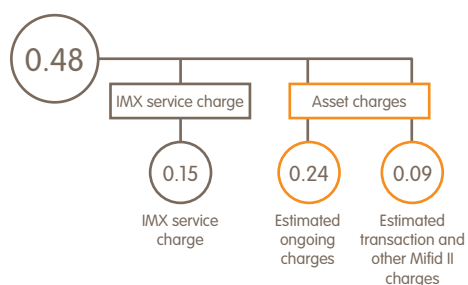 0.48
IMX service charge
Asset charges
0.15
0.24
0.09
IMX service
charge
Estimated
ongoing
charges
Estimated
transaction and
other Mifid II
charges